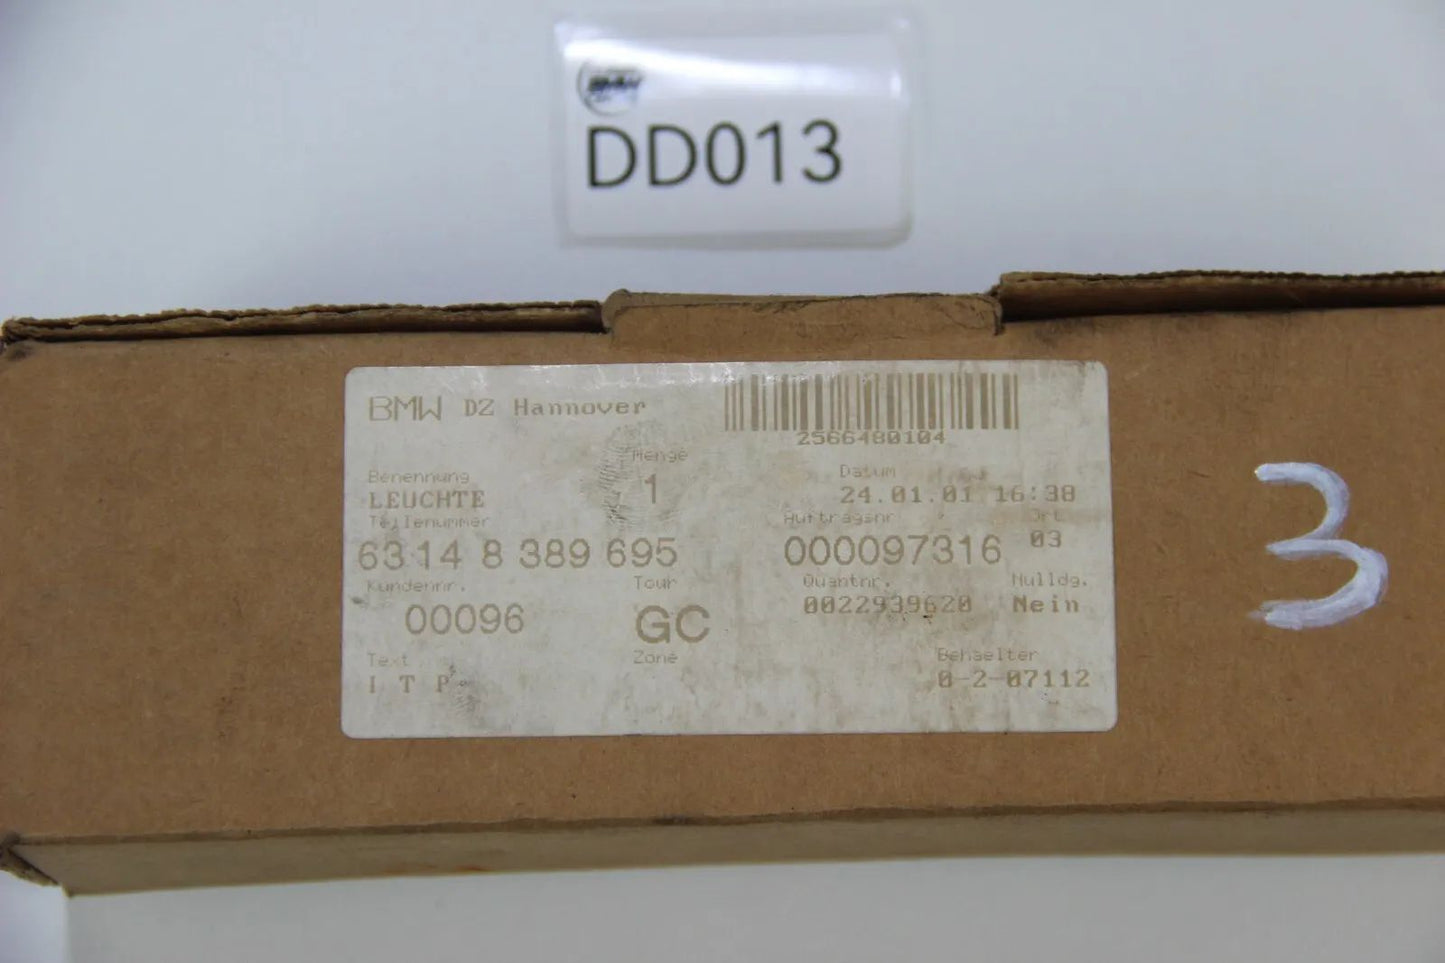 DD013
BMW DZ Hannover
2566480104
Menge
1
Benennung
LEUCHTE
Datum
24.01.01 16:38
Teilenummer
63 14 8 389 695
Auftragsnr.
000097316
Ort
03
Kundennr.
00096
Tour
GC
Quantnr.
0022939620
Nulldg.
Nein
Text
I T P
Zone
Behaelter
0-2-07112
3